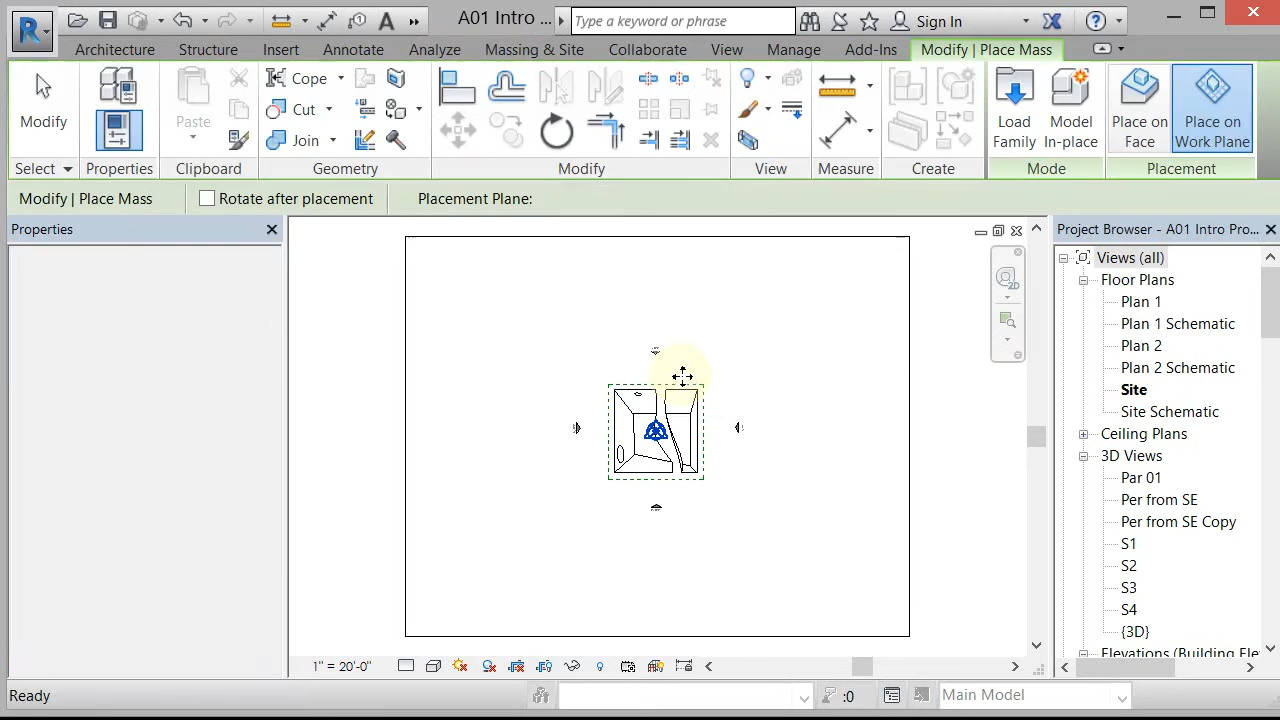 A01 Intro ...
Type a keyword or phrase
Sign In
Architecture
Structure
Insert
Annotate
Analyze
Massing & Site
Collaborate
View
Manage
Add-Ins
Modify | Place Mass
Modify
Paste
Cope
Cut
Join
Load Family
Model In-place
Place on Face
Place on Work Plane
Select
Properties
Clipboard
Geometry
Modify
View
Measure
Create
Mode
Placement
Modify | Place Mass
Rotate after placement
Placement Plane:
Properties
2D
Project Browser - A01 Intro Pro...
Views (all)
Floor Plans
Plan 1
Plan 1 Schematic
Plan 2
Plan 2 Schematic
Site
Site Schematic
Ceiling Plans
3D Views
Par 01
Per from SE
Per from SE Copy
S1
S2
S3
S4
{3D}
Elevations (Building Ele
1" = 20'-0"
Ready
:0
Main Model